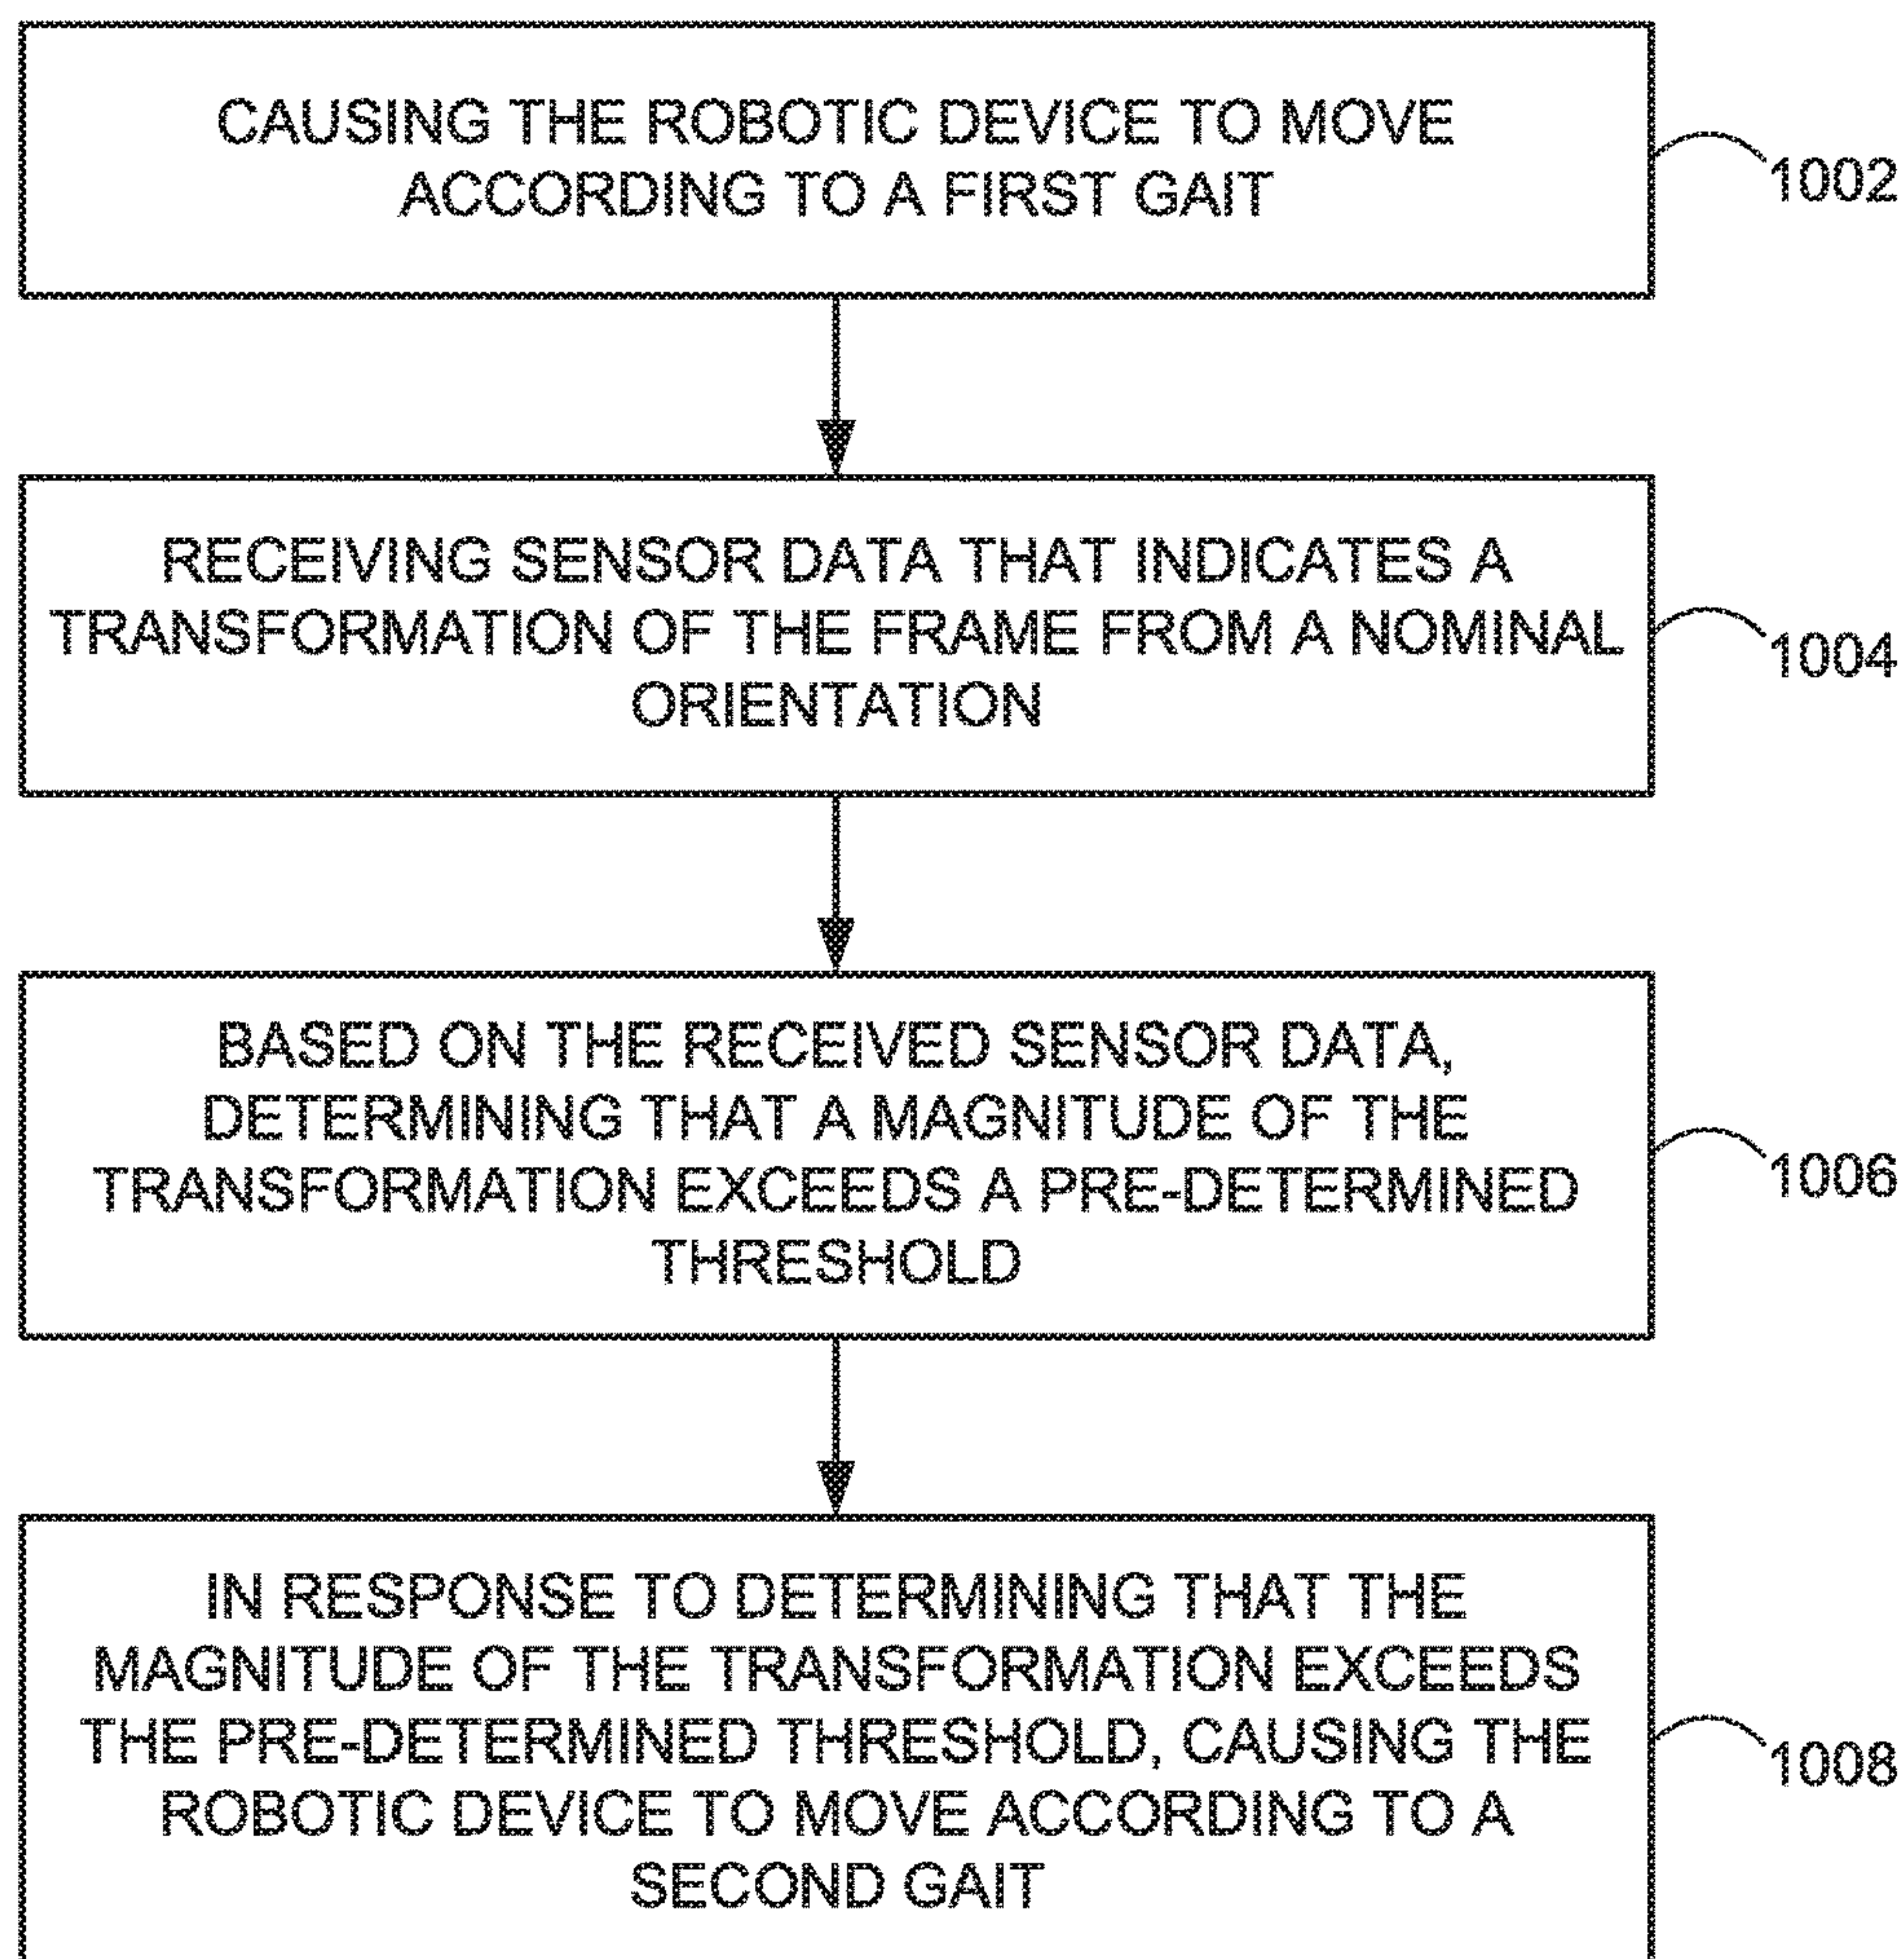 CAUSING THE ROBOTIC DEVICE TO MOVE
ACCORDING TO A FIRST GAIT
1002
RECEIVING SENSOR DATA THAT INDICATES A
TRANSFORMATION OF THE FRAME FROM A NOMINAL
ORIENTATION
1004
BASED ON THE RECEIVED SENSOR DATA,
DETERMINING THAT A MAGNITUDE OF THE
TRANSFORMATION EXCEEDS A PRE-DETERMINED
THRESHOLD
1006
IN RESPONSE TO DETERMINING THAT THE
MAGNITUDE OF THE TRANSFORMATION EXCEEDS
THE PRE-DETERMINED THRESHOLD, CAUSING THE
ROBOTIC DEVICE TO MOVE ACCORDING TO A
SECOND GAIT
1008